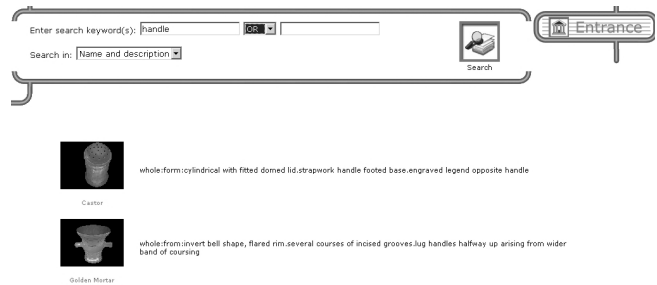 Enter search keyword(s): handle OR
Entrance
Search in: Name and description
Search
whole:form:cylindrical with fitted domed lid.strapwork handle footed base.engraved legend opposite handle
Castor
whole:from:invert bell shape, flared rim.several courses of incised grooves.lug handles halfway up arising from wider
band of coursing
Golden Mortar